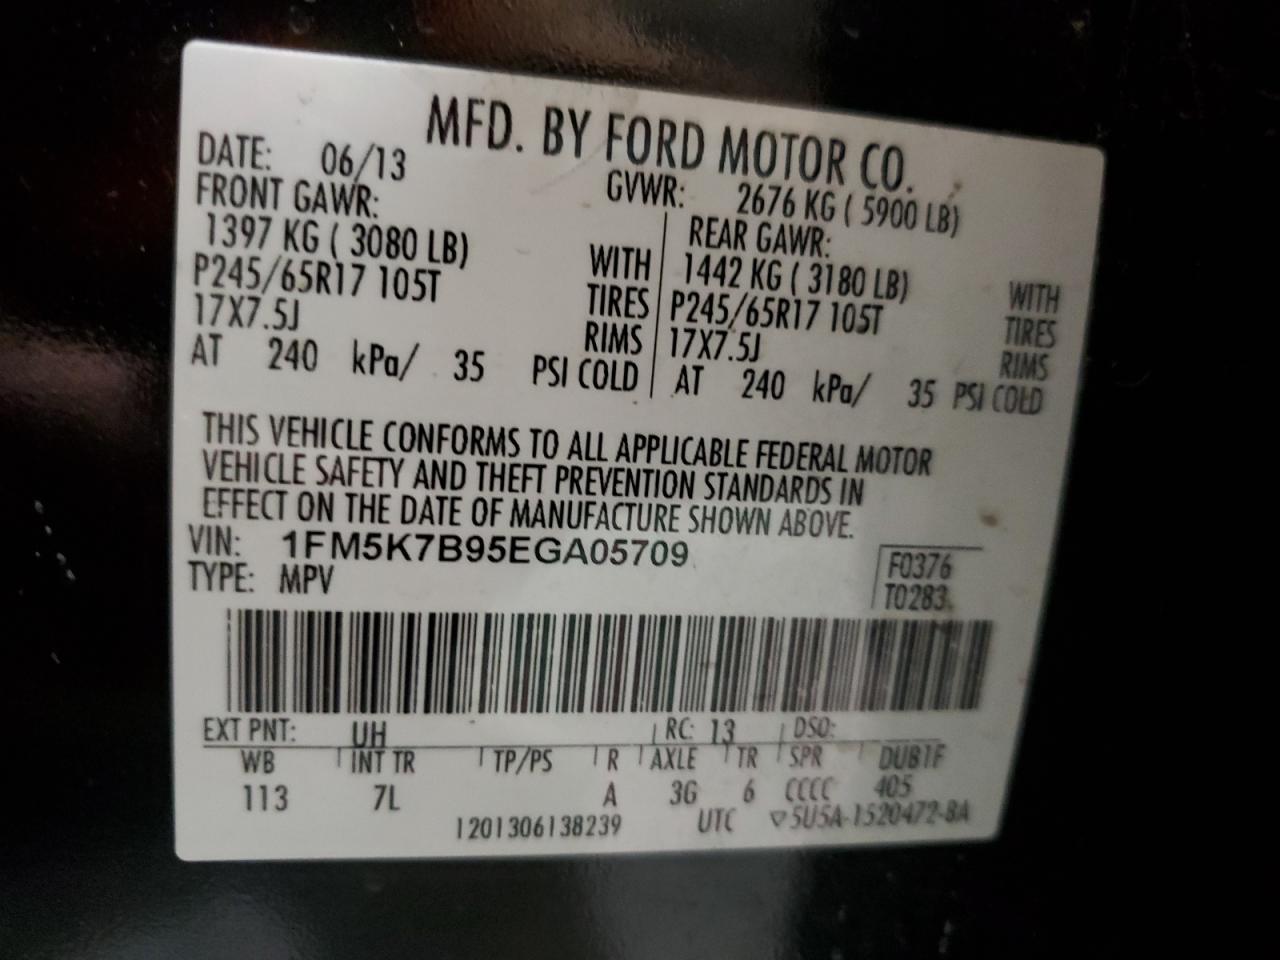 MFD. BY FORD MOTOR CO.
DATE: 06/13 GVWR: 2676 KG ( 5900 LB)
FRONT GAWR: REAR GAWR:
1397 KG ( 3080 LB) WITH 1442 KG ( 3180 LB) WITH
P245/65R17 105T TIRES P245/65R17 105T TIRES
17X7.5J RIMS 17X7.5J RIMS
AT 240 kPa/ 35 PSI COLD AT 240 kPa/ 35 PSI COLD
THIS VEHICLE CONFORMS TO ALL APPLICABLE FEDERAL MOTOR
VEHICLE SAFETY AND THEFT PREVENTION STANDARDS IN
EFFECT ON THE DATE OF MANUFACTURE SHOWN ABOVE.
VIN: 1FM5K7B95EGA05709 F0376
TYPE: MPV T0283
EXT PNT: UH RC: 13 DSO:
WB INT TR TP/PS R AXLE TR SPR DUB1F
113 7L A 3G 6 CCCC 405
1201306138239 UTC ▽5U5A-1520472-BA